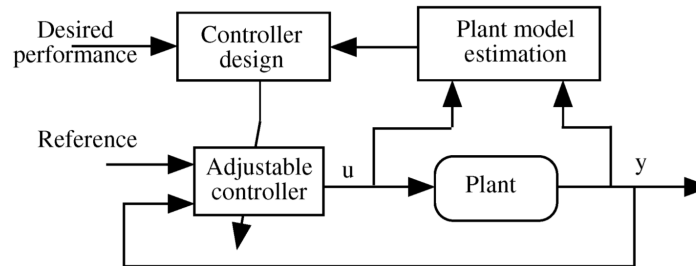 Desired
performance
Controller
design
Plant model
estimation
Reference
Adjustable
controller
u
Plant
y